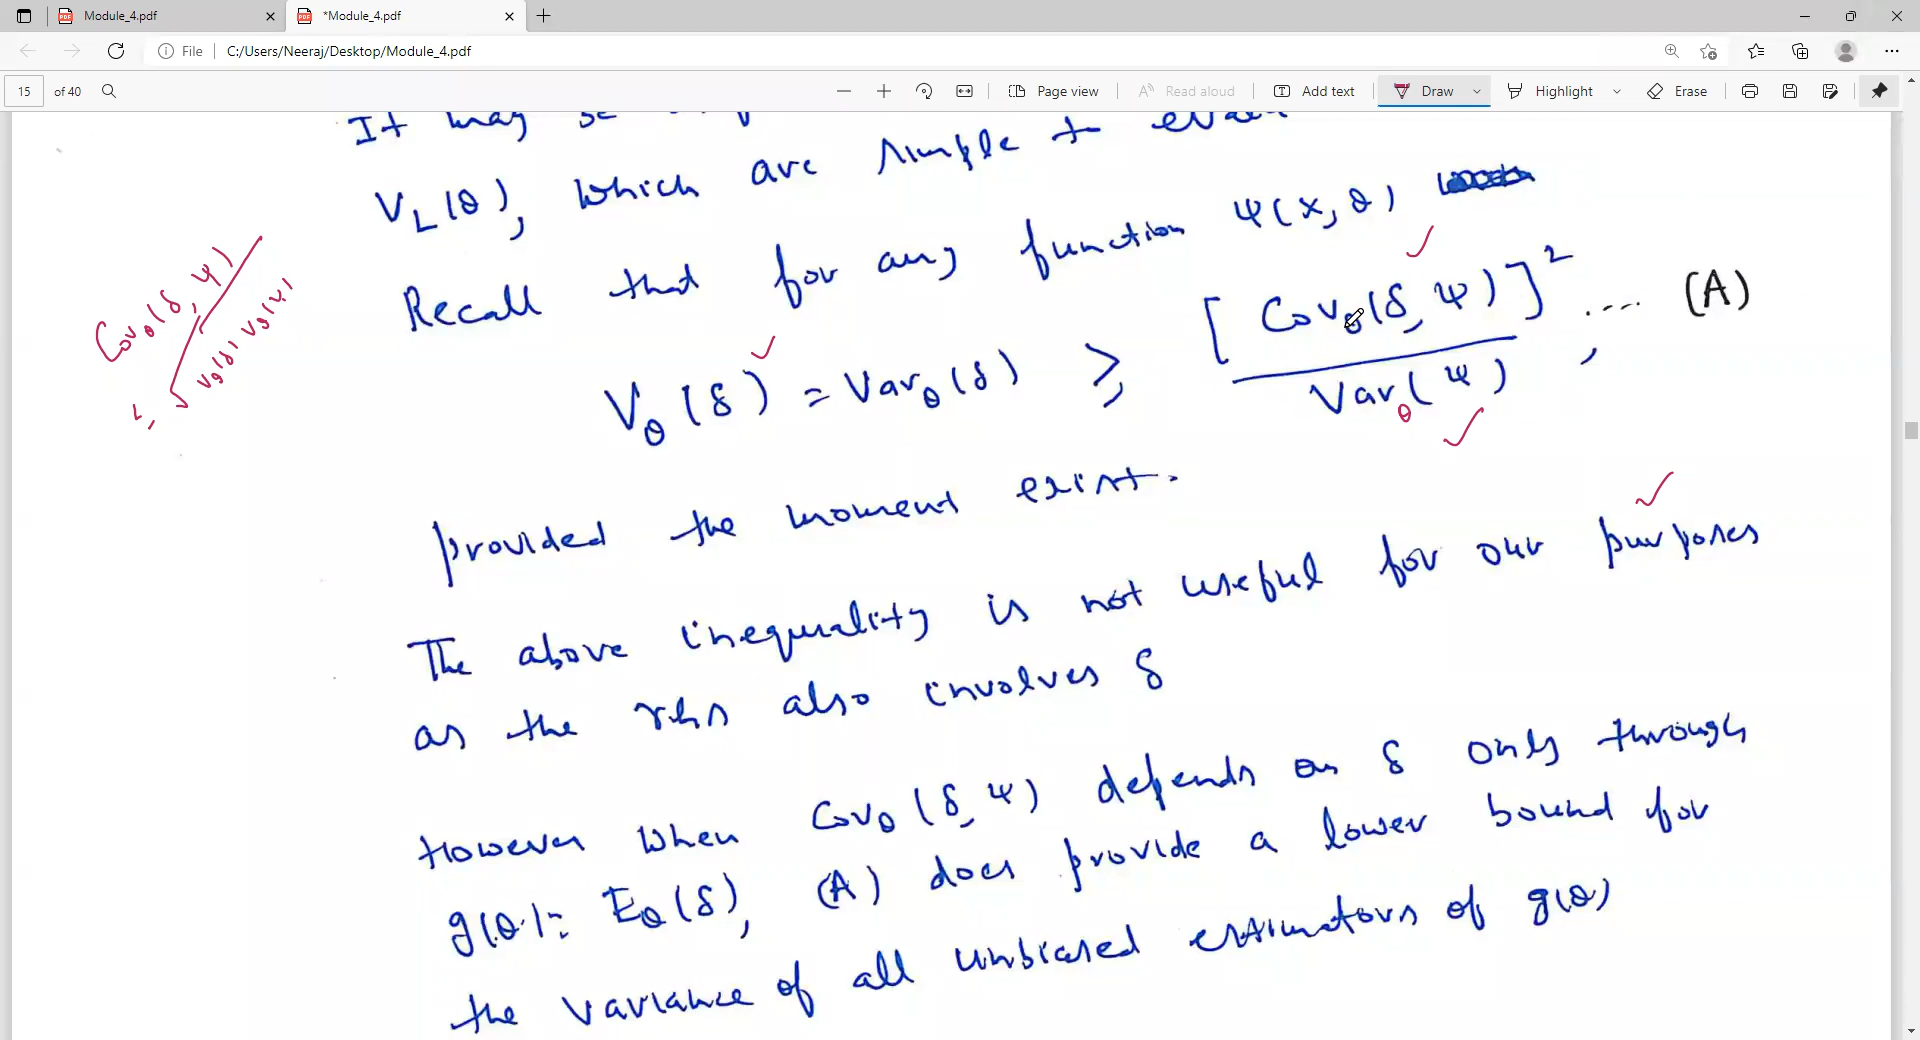 Module_4.pdf
*Module_4.pdf
File
C:/Users/Neeraj/Desktop/Module_4.pdf
15 of 40
Page view
Read aloud
Add text
Draw
Highlight
Erase
It may
V_L(θ), which are simple to
Recall that for any function ψ(x, θ)
V_θ(δ) = Var_θ(δ) ≥ [Cov_θ(δ, ψ)]² / Var_θ(ψ), .... (A)
Cov_θ(δ, ψ)
≤ √V_θ(δ) V_θ(ψ)
provided the moment exist.
The above inequality is not useful for our purposes
as the rhs also involves δ
However when Cov_θ(δ, ψ) depends on δ only through
g(θ) = E_θ(δ), (A) does provide a lower bound for
the variance of all unbiased estimators of g(θ)